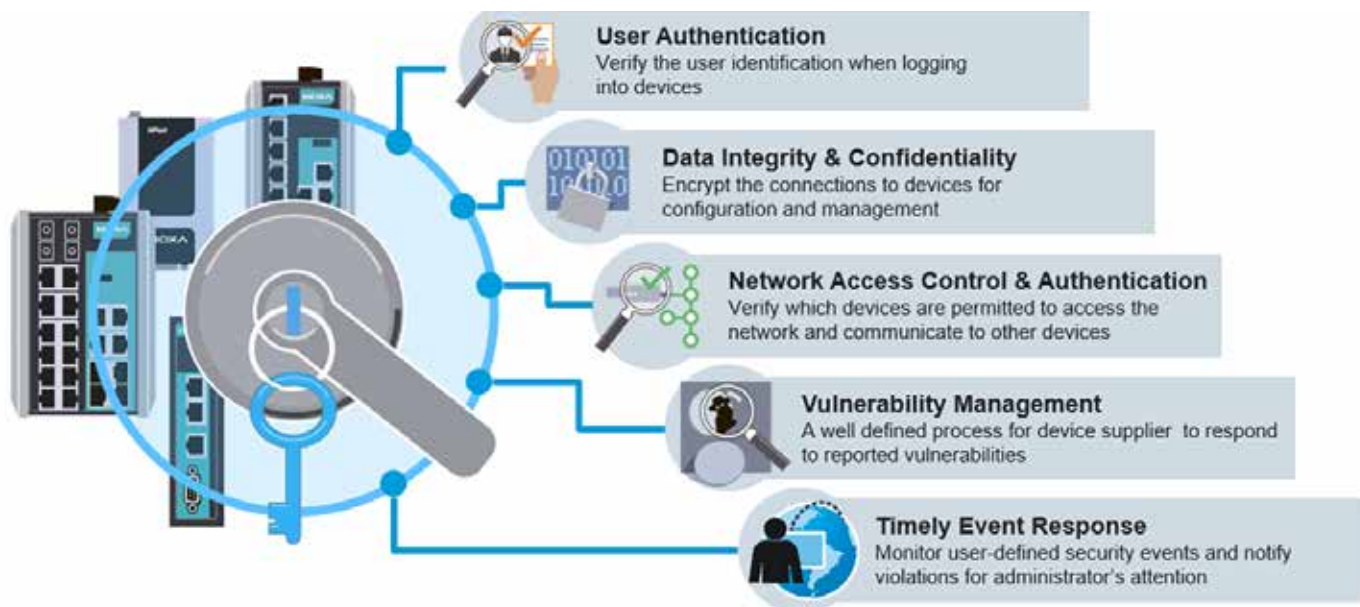 User Authentication
Verify the user identification when logging
into devices
010101
Data Integrity & Confidentiality
Encrypt the connections to devices for
configuration and management
Network Access Control & Authentication
Verify which devices are permitted to access the
network and communicate to other devices
Vulnerability Management
A well defined process for device supplier to respond
to reported vulnerabilities
Timely Event Response
Monitor user-defined security events and notify
violations for administrator's attention